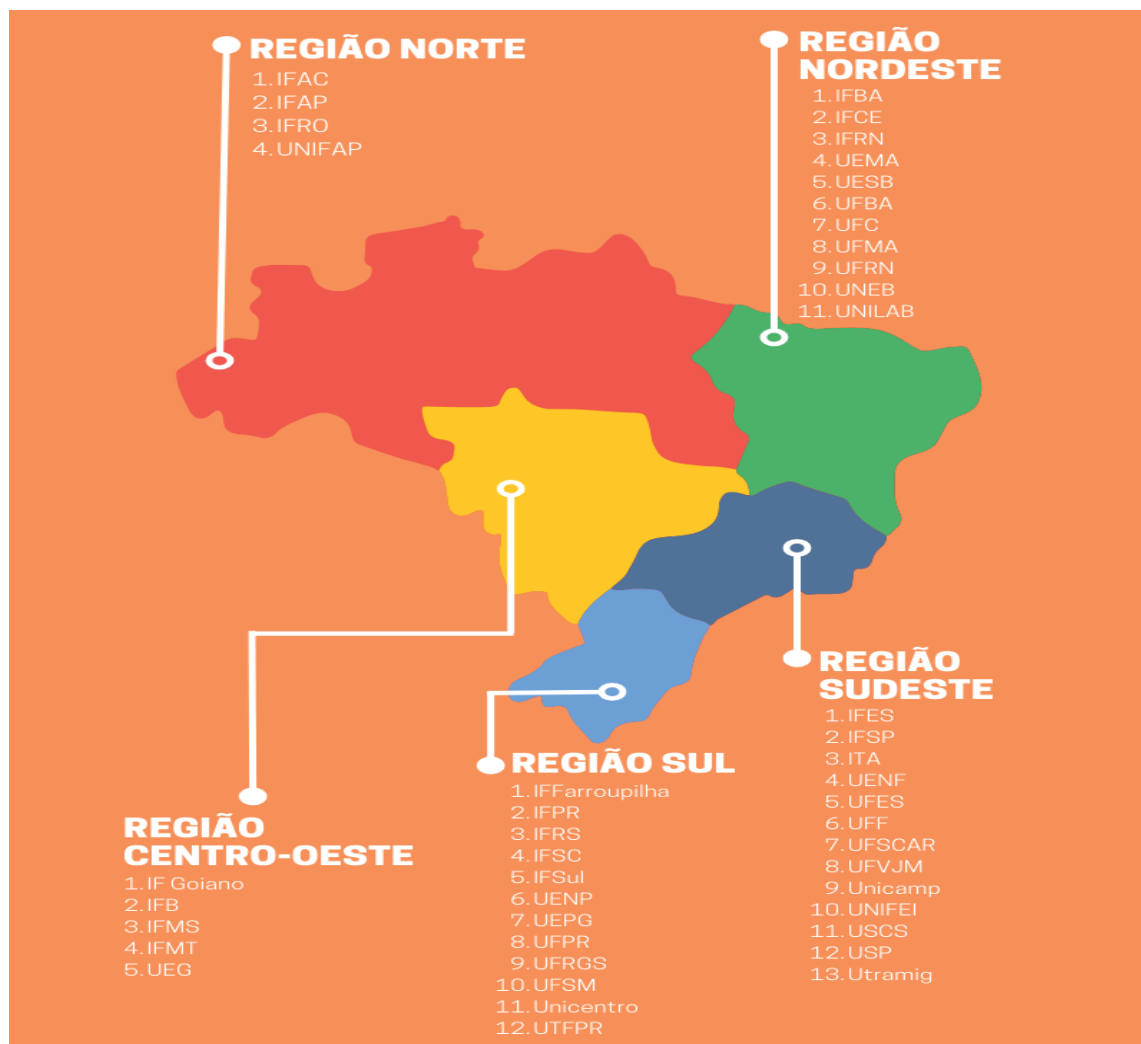 REGIÃO NORTE
1. IFAC
2. IFAP
3. IFRO
4. UNIFAP
REGIÃO
NORDESTE
1. IFBA
2. IFCE
3. IFRN
4. UEMA
5. UESB
6. UFBA
7. UFC
8. UFMA
9. UFRN
10. UNEB
11. UNILAB
REGIÃO
CENTRO-OESTE
1. IF Goiano
2. IFB
3. IFMS
4. IFMT
5. UEG
REGIÃO SUL
1. IFFarroupilha
2. IFPR
3. IFRS
4. IFSC
5. IFSul
6. UENP
7. UEPG
8. UFPR
9. UFRGS
10. UFSM
11. Unicentro
12. UTFPR
REGIÃO
SUDESTE
1. IFES
2. IFSP
3. ITA
4. UENF
5. UFES
6. UFF
7. UFSCAR
8. UFVJM
9. Unicamp
10. UNIFEI
11. USCS
12. USP
13. Utramig